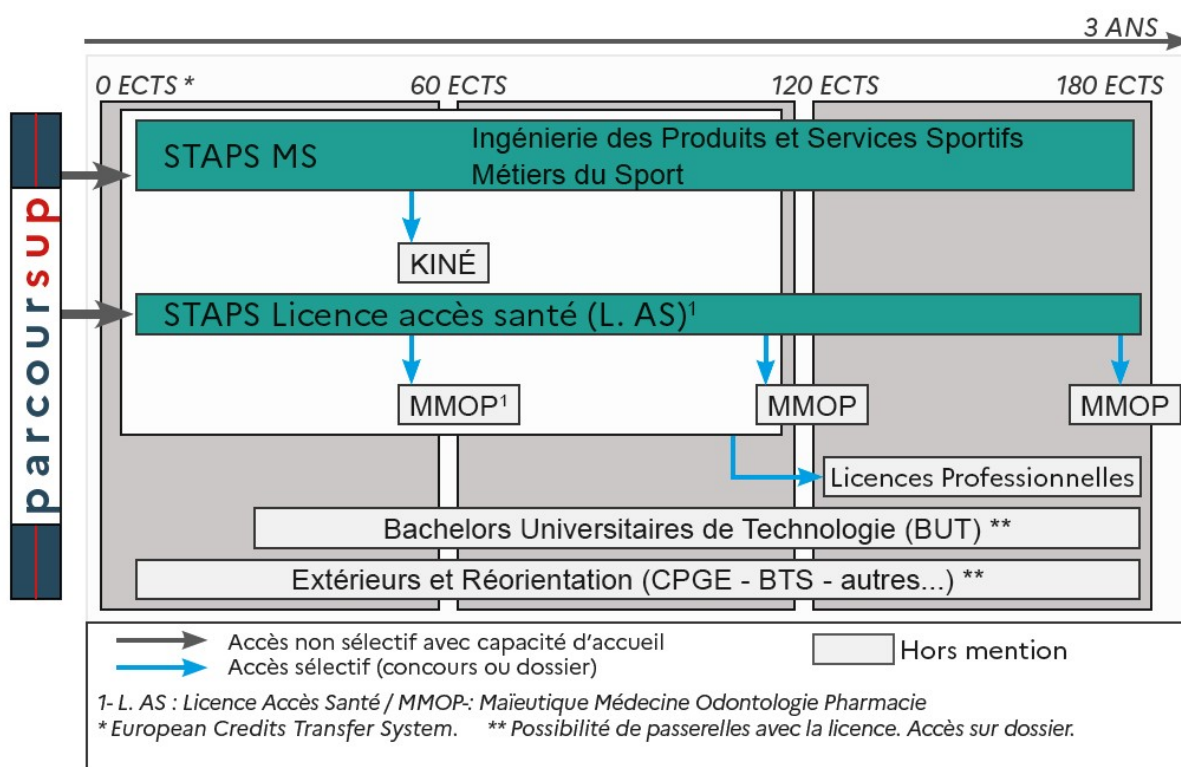 3 ANS
0 ECTS *
60 ECTS
120 ECTS
180 ECTS
parcoursup
STAPS MS
Ingénierie des Produits et Services Sportifs
Métiers du Sport
KINÉ
STAPS Licence accès santé (L. AS)¹
MMOP¹
MMOP
MMOP
Licences Professionnelles
Bachelors Universitaires de Technologie (BUT) **
Extérieurs et Réorientation (CPGE - BTS - autres...) **
Accès non sélectif avec capacité d'accueil
Accès sélectif (concours ou dossier)
Hors mention
1- L. AS : Licence Accès Santé / MMOP-: Maïeutique Médecine Odontologie Pharmacie
* European Credits Transfer System. ** Possibilité de passerelles avec la licence. Accès sur dossier.